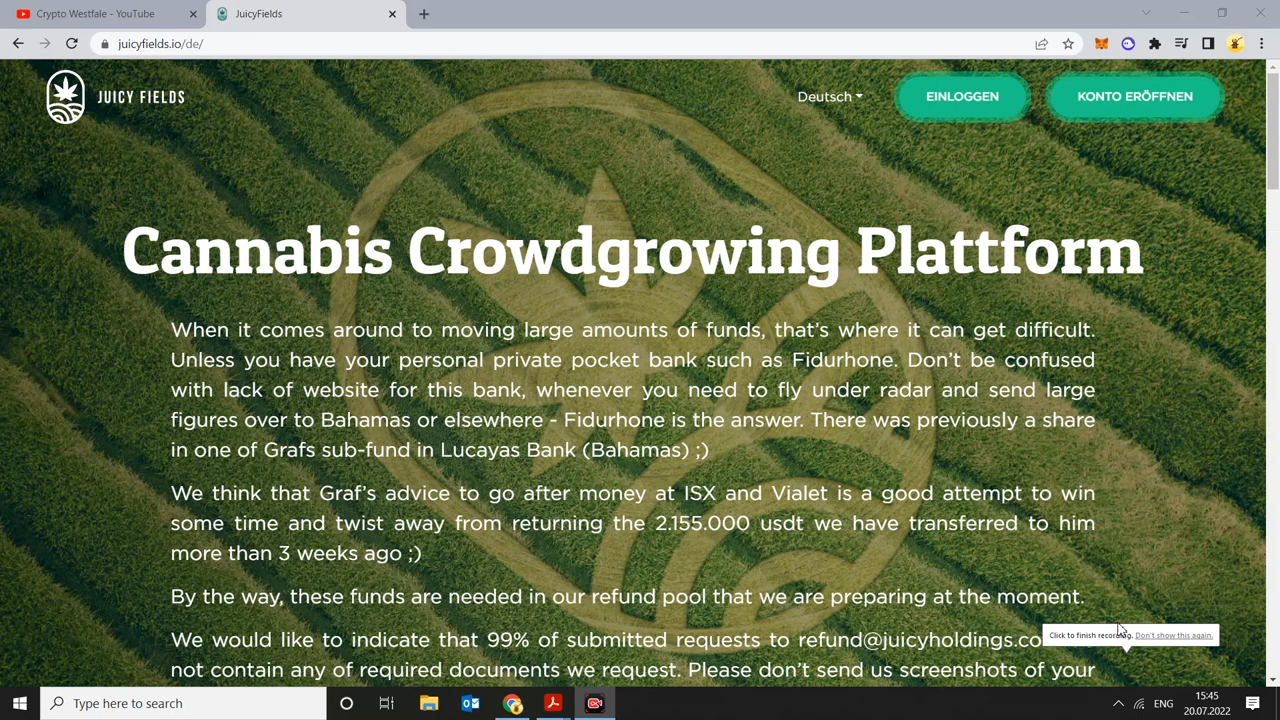 Crypto Westfale - YouTube
JuicyFields
juicyfields.io/de/
JUICY FIELDS
Deutsch
EINLOGGEN
KONTO ERÖFFNEN
Cannabis Crowdgrowing Plattform
When it comes around to moving large amounts of funds, that's where it can get difficult.
Unless you have your personal private pocket bank such as Fidurhone. Don't be confused
with lack of website for this bank, whenever you need to fly under radar and send large
figures over to Bahamas or elsewhere - Fidurhone is the answer. There was previously a share
in one of Grafs sub-fund in Lucayas Bank (Bahamas) ;)
We think that Graf's advice to go after money at ISX and Vialet is a good attempt to win
some time and twist away from returning the 2.155.000 usdt we have transferred to him
more than 3 weeks ago ;)
By the way, these funds are needed in our refund pool that we are preparing at the moment.
We would like to indicate that 99% of submitted requests to refund@juicyholdings.co
not contain any of required documents we request. Please don't send us screenshots of your
Click to finish recording. Don't show this again.
Type here to search
ENG
15:45
20.07.2022